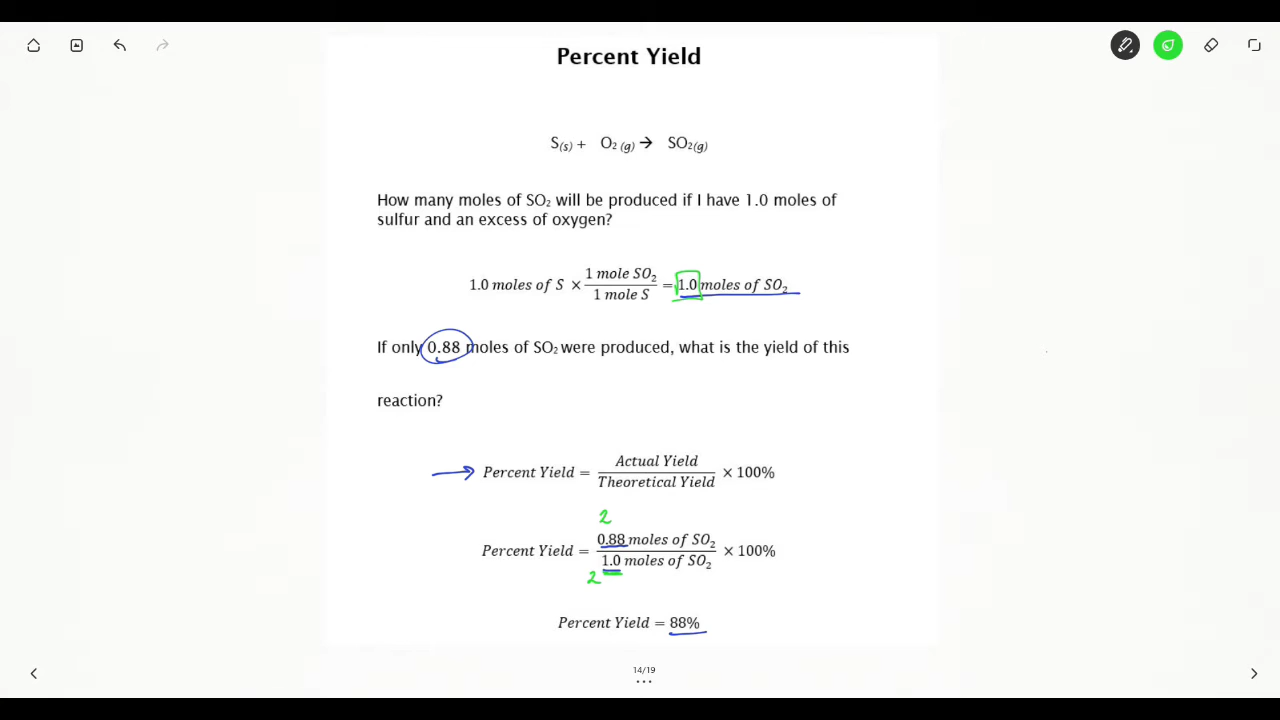 Percent Yield
S(s) + O₂ (g) → SO₂(g)
How many moles of SO₂ will be produced if I have 1.0 moles of
sulfur and an excess of oxygen?
1.0 moles of S × 1 mole SO₂ / 1 mole S = 1.0 moles of SO₂
If only 0.88 moles of SO₂ were produced, what is the yield of this
reaction?
Percent Yield = Actual Yield / Theoretical Yield × 100%
2
Percent Yield = 0.88 moles of SO₂ / 1.0 moles of SO₂ × 100%
2
Percent Yield = 88%
14/19